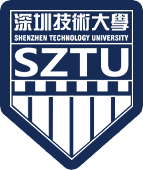 深圳技術大學
SHENZHEN TECHNOLOGY UNIVERSITY
SZTU